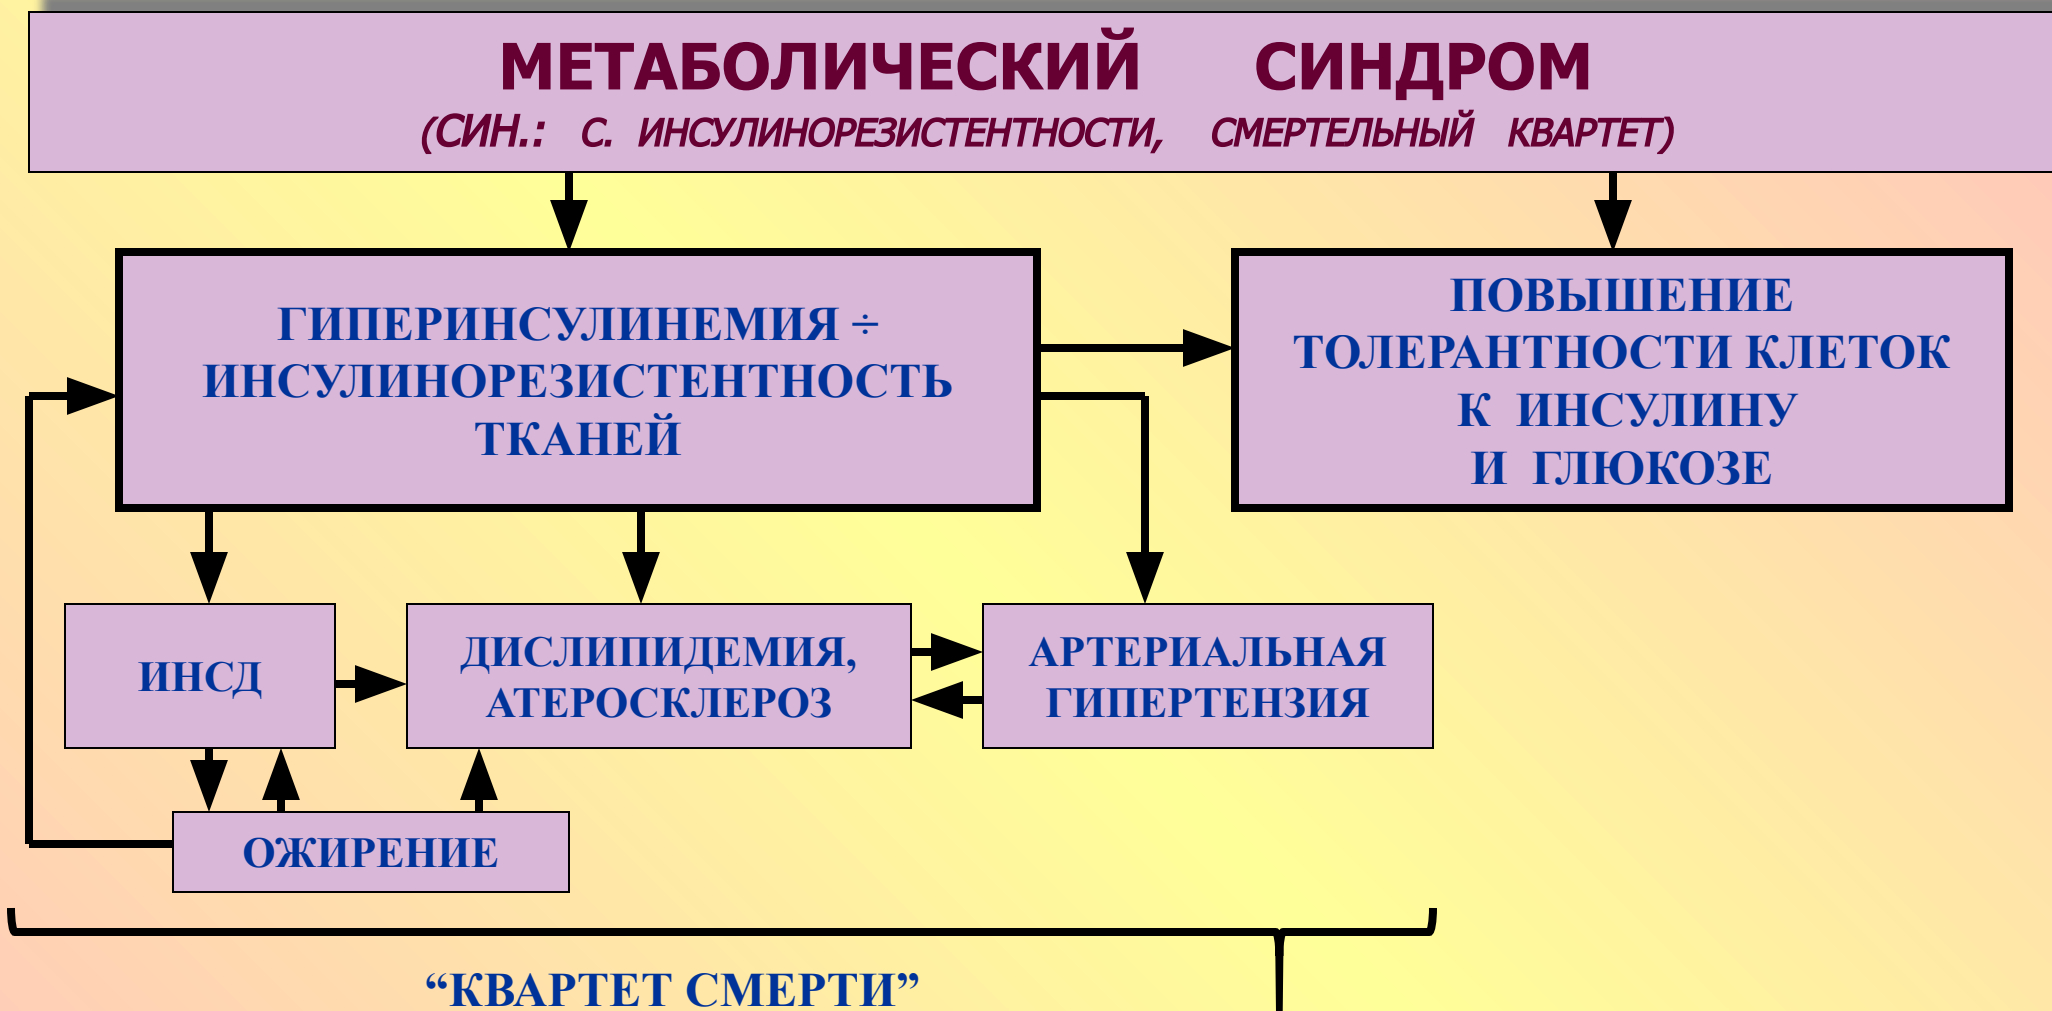 МЕТАБОЛИЧЕСКИЙ СИНДРОМ
(СИН.: С. ИНСУЛИНОРЕЗИСТЕНТНОСТИ, СМЕРТЕЛЬНЫЙ КВАРТЕТ)
ГИПЕРИНСУЛИНЕМИЯ ÷
ИНСУЛИНОРЕЗИСТЕНТНОСТЬ
ТКАНЕЙ
ПОВЫШЕНИЕ
ТОЛЕРАНТНОСТИ КЛЕТОК
К ИНСУЛИНУ
И ГЛЮКОЗЕ
ИНСД
ДИСЛИПИДЕМИЯ,
АТЕРОСКЛЕРОЗ
АРТЕРИАЛЬНАЯ
ГИПЕРТЕНЗИЯ
ОЖИРЕНИЕ
“КВАРТЕТ СМЕРТИ”